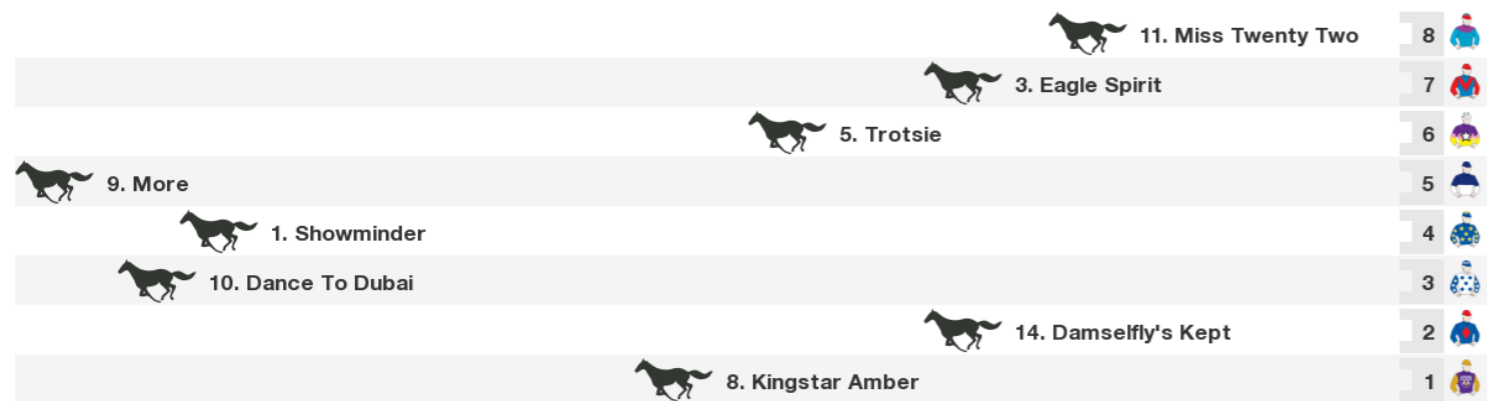 11. Miss Twenty Two 8
3. Eagle Spirit 7
5. Trotsie 6
9. More 5
1. Showminder 4
10. Dance To Dubai 3
14. Damselfly's Kept 2
8. Kingstar Amber 1